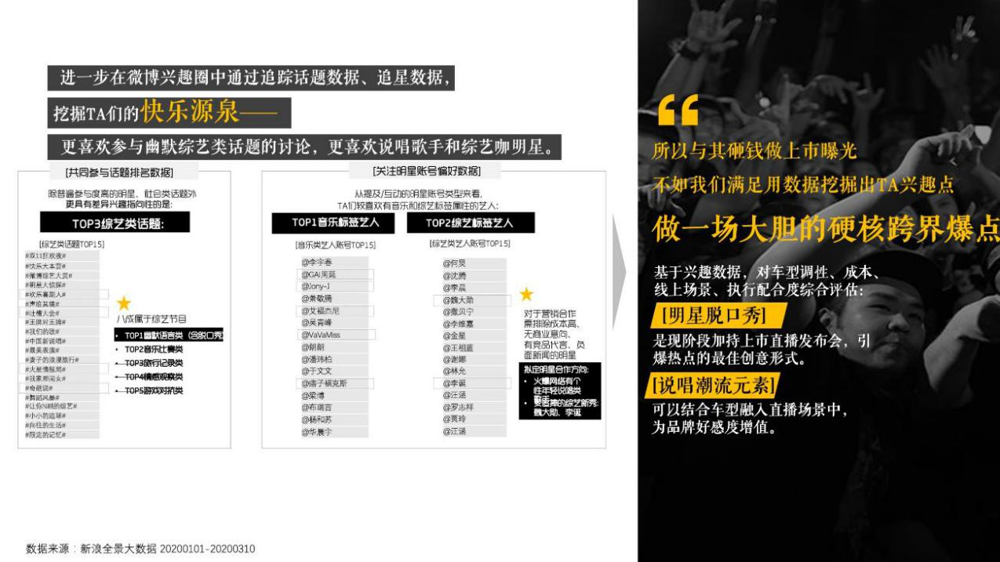 进一步在微博兴趣圈中通过追踪话题数据、追星数据，
挖掘TA们的快乐源泉——
更喜欢参与幽默综艺类话题的讨论，更喜欢说唱歌手和综艺咖明星。
[共同参与话题排名数据]
除普遍参与度高的明星、社会类话题外
更具有差异兴趣指向性的是:
TOP3综艺类话题:
[综艺类话题TOP15]
#双11狂欢夜#
#快乐大本营#
#微博综艺大赏#
#明星大侦探#
#欢乐喜剧人#
#声临其境#
#吐槽大会#
#王牌对王牌#
#我们的歌#
#中国新说唱#
#最美表演#
#妻子的浪漫旅行#
#火星情报局#
#我家那闺女#
#奇葩说#
#舞蹈风暴#
#让你N刷的综艺#
#小小的追球#
#向往的生活#
#限定的记忆#
八成属于综艺节目
• TOP1幽默语言类（含脱口秀
• TOP2音乐比赛类
• TOP3旅行记录类
• TOP4情感观察类
• TOP5游戏对抗类
[关注明星账号偏好数据]
从提及/互动的明星账号类型来看，
TA们较喜欢有音乐和综艺标签属性的艺人:
TOP1音乐标签艺人
[音乐类艺人账号TOP15]
@李宇春
@GAI周延
@Jony-J
@萧敬腾
@艾福杰尼
@吴青峰
@VaVaMiss
@朗朗
@潘玮柏
@于文文
@痞子福克斯
@梁博
@布瑞吉
@杨和苏
@华晨宇
TOP2综艺标签艺人
[综艺类艺人账号TOP15]
@何炅
@沈腾
@李晨
@魏大勋
@撒贝宁
@李维嘉
@金星
@王祖蓝
@谢娜
@林允
@李诞
@汪涵
@罗志祥
@贾玲
@汪涵
对于营销合作
需排除成本高、
无商业意向、
有竞品代言、负
面新闻的明星
拟定明星合作方向:
• 火爆网络有个
性年轻说唱类
的综艺新秀:
魏大勋、李诞
所以与其砸钱做上市曝光
不如我们满足用数据挖掘出TA兴趣点
做一场大胆的硬核跨界爆点
基于兴趣数据，对车型调性、成本、
线上场景、执行配合度综合评估:
[明星脱口秀]
是现阶段加持上市直播发布会，引
爆热点的最佳创意形式。
[说唱潮流元素]
可以结合车型融入直播场景中，
为品牌好感度增值。
数据来源：新浪全景大数据 20200101-20200310